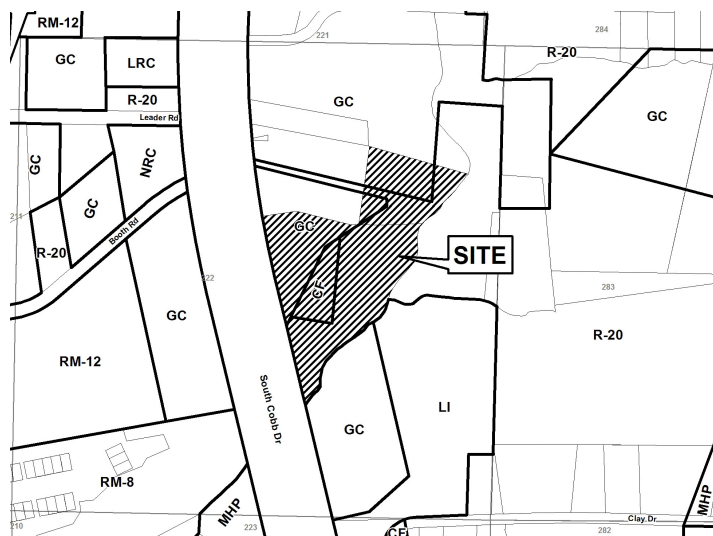 RM-12
221
284
GC
LRC
R-20
GC
R-20
GC
Leader Rd
GC
NRC
GC
211
R-20
Booth Rd
GC
SITE
CF
222
283
GC
R-20
RM-12
South Cobb Dr
LI
GC
RM-8
MHP
MHP
210
223
CF
Clay Dr
282